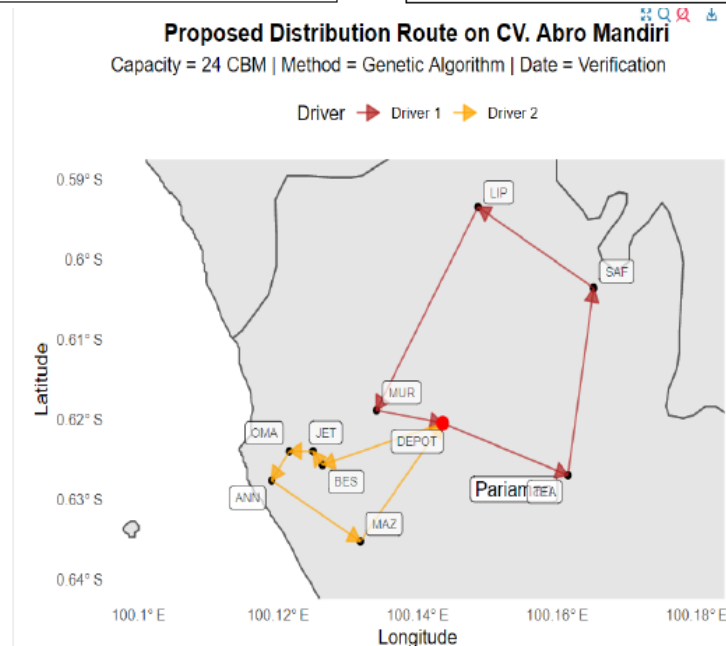 Proposed Distribution Route on CV. Abro Mandiri
Capacity = 24 CBM | Method = Genetic Algorithm | Date = Verification
Driver Driver 1 Driver 2
0.59° S
0.6° S
0.61° S
0.62° S
0.63° S
0.64° S
Latitude
LIP
SAF
MUR
DEPOT
OMA
JET
BES
ANN
MAZ
100.1° E
100.12° E
100.14° E
100.16° E
100.18° E
Longitude